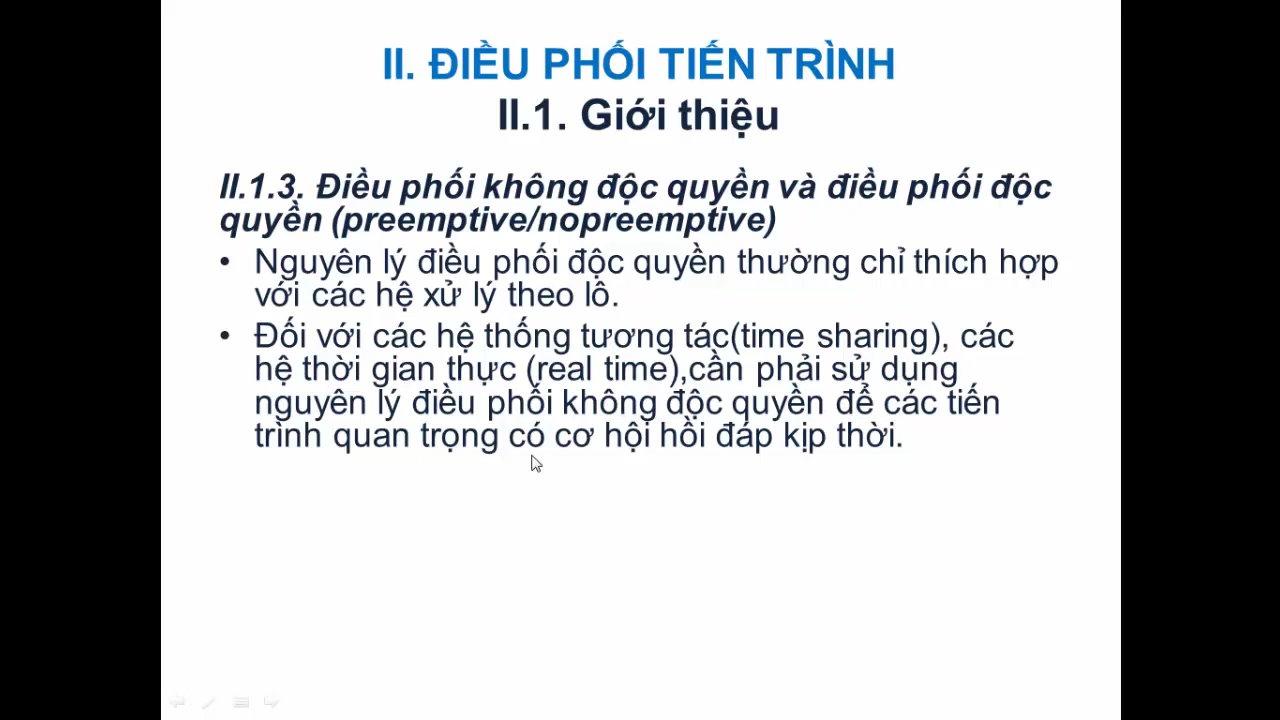 II. ĐIỀU PHỐI TIẾN TRÌNH
II.1. Giới thiệu
II.1.3. Điều phối không độc quyền và điều phối độc
quyền (preemptive/nopreemptive)
• Nguyên lý điều phối độc quyền thường chỉ thích hợp
với các hệ xử lý theo lô.
• Đối với các hệ thống tương tác(time sharing), các
hệ thời gian thực (real time),cần phải sử dụng
nguyên lý điều phối không độc quyền để các tiến
trình quan trọng có cơ hội hồi đáp kịp thời.